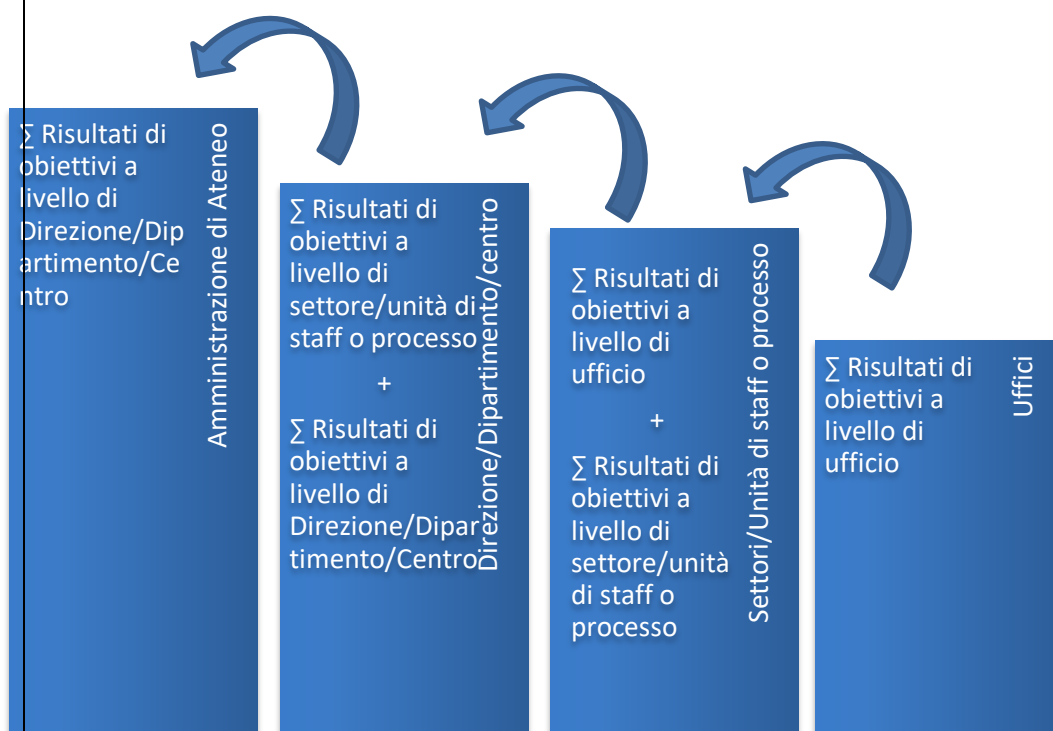 ∑ Risultati di
obiettivi a
livello di
Direzione/Dip
artimento/Ce
ntro
Amministrazione di Ateneo
∑ Risultati di
obiettivi a
livello di
settore/unità di
staff o processo
+
∑ Risultati di
obiettivi a
livello di
Direzione/Dipar
timento/Centro
Direzione/Dipartimento/centro
∑ Risultati di
obiettivi a
livello di
ufficio
+
∑ Risultati di
obiettivi a
livello di
settore/unità
di staff o
processo
Settori/Unità di staff o processo
∑ Risultati di
obiettivi a
livello di
ufficio
Uffici